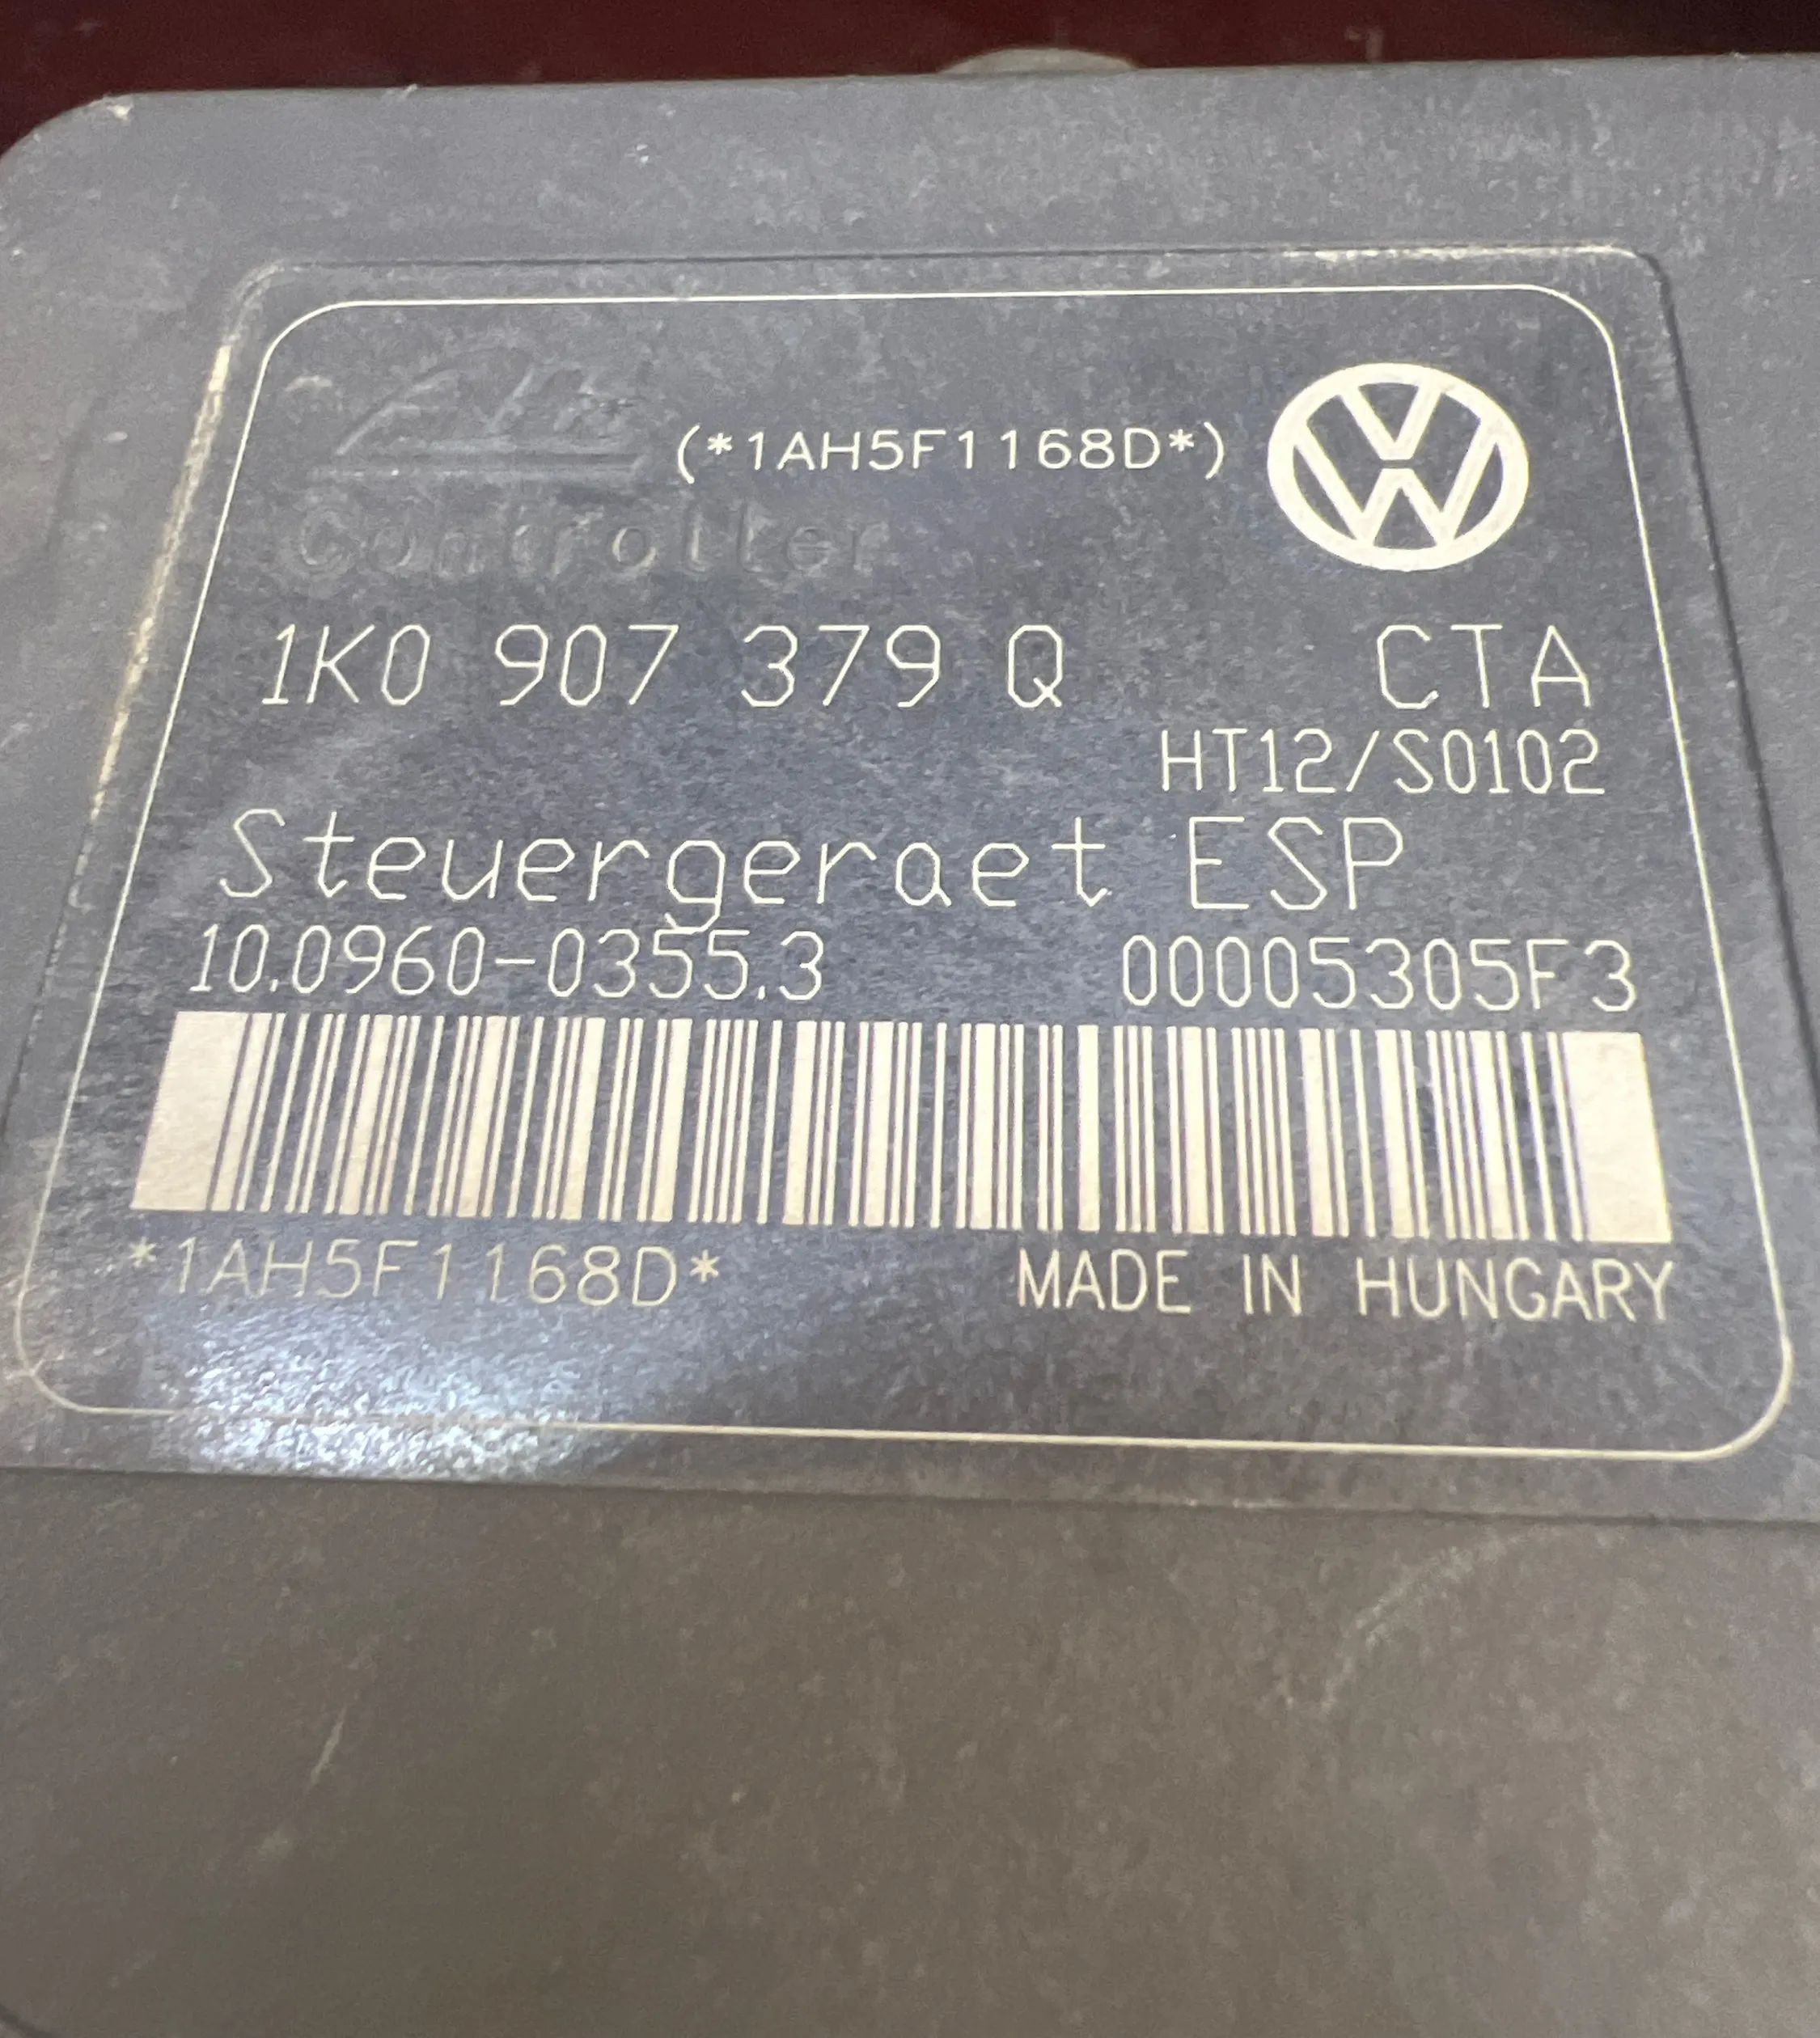 Ate (*1AH5F1168D*)
Controller
1K0 907 379 Q CTA
HT12/S0102
Steuergeraet ESP
10.0960-0355.3 00005305F3
*1AH5F1168D* MADE IN HUNGARY